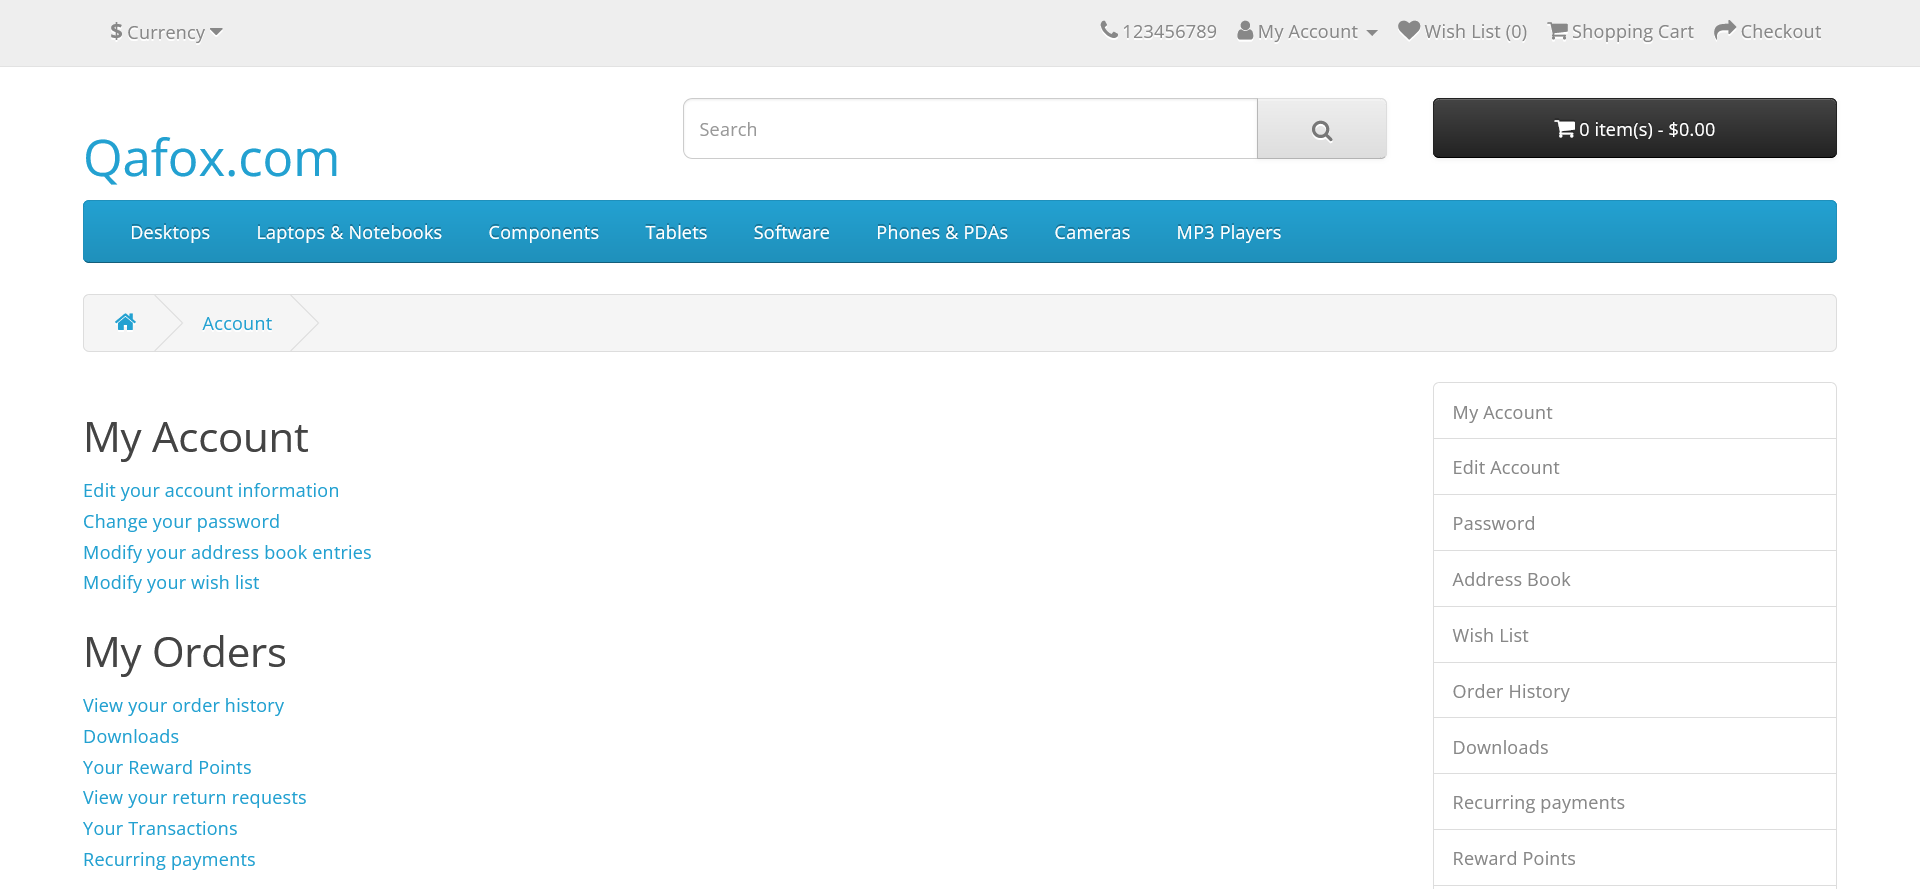 $ Currency
123456789 My Account Wish List (0) Shopping Cart Checkout
Qafox.com
Search
0 item(s) - $0.00
Desktops Laptops & Notebooks Components Tablets Software Phones & PDAs Cameras MP3 Players
Account
My Account
Edit your account information
Change your password
Modify your address book entries
Modify your wish list
My Orders
View your order history
Downloads
Your Reward Points
View your return requests
Your Transactions
Recurring payments
My Account
Edit Account
Password
Address Book
Wish List
Order History
Downloads
Recurring payments
Reward Points